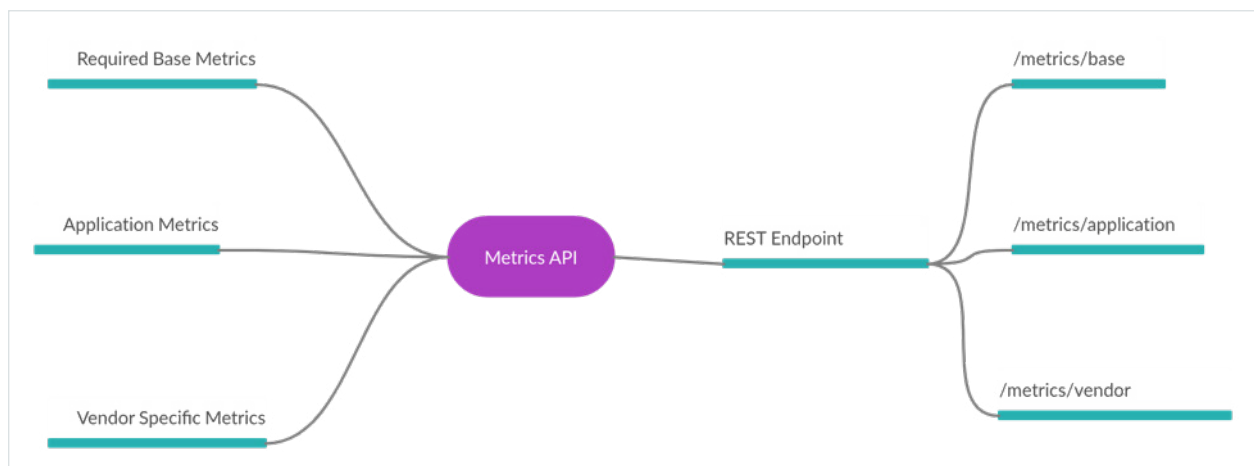 Required Base Metrics
Application Metrics
Vendor Specific Metrics
Metrics API
REST Endpoint
/metrics/base
/metrics/application
/metrics/vendor